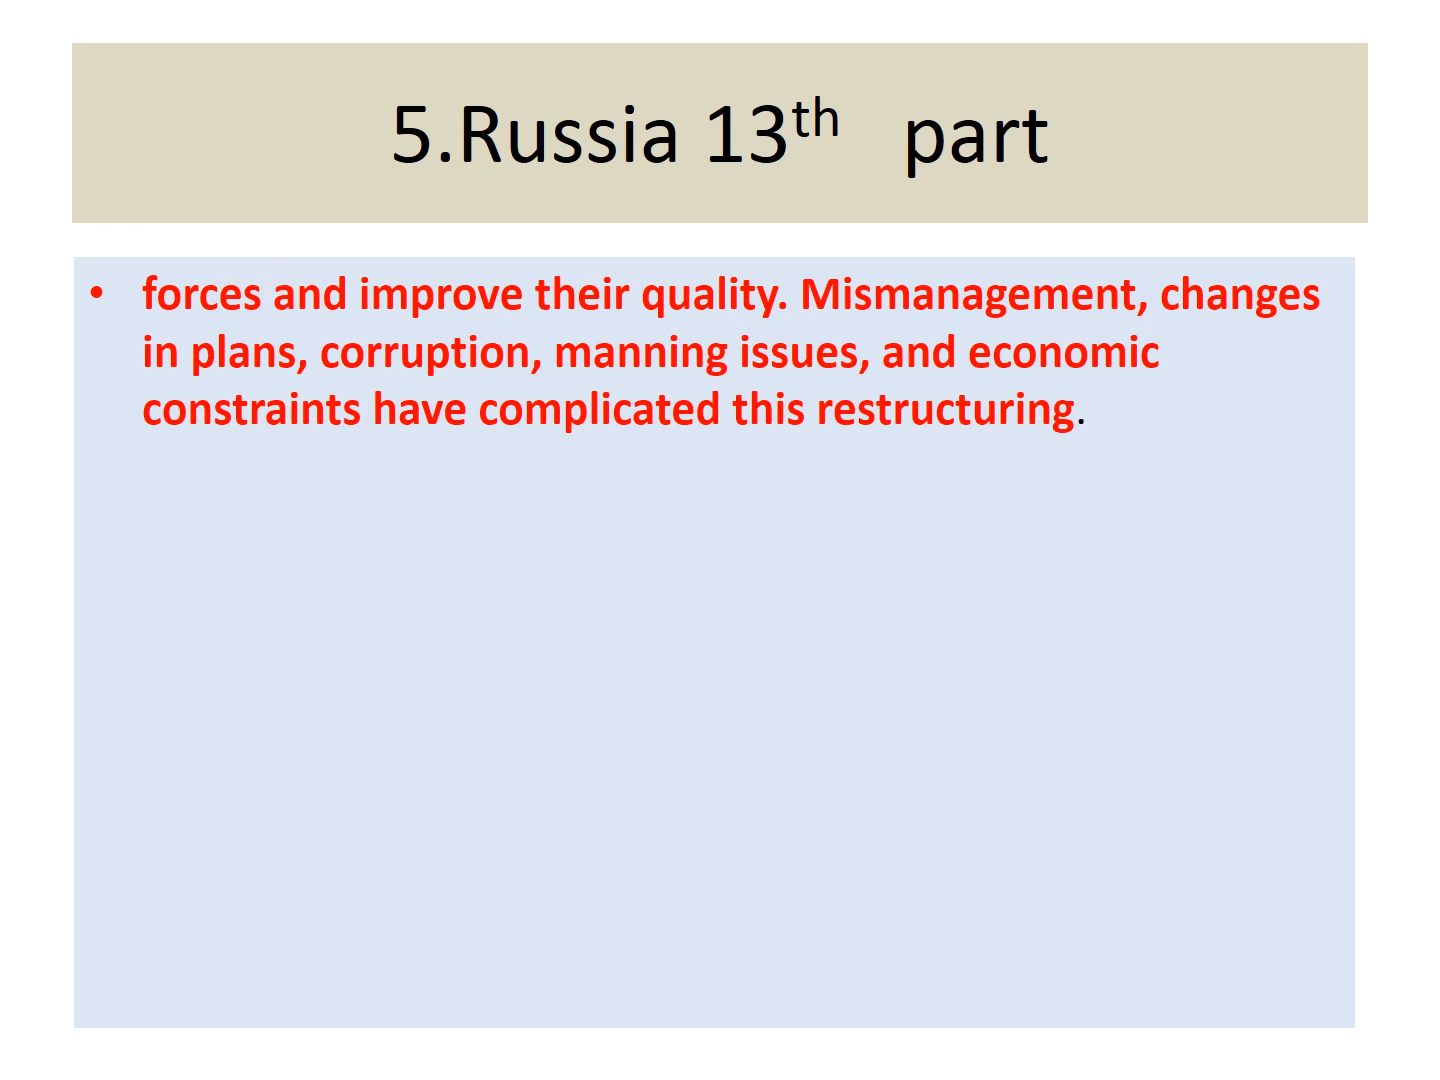 5.Russia 13th part
• forces and improve their quality. Mismanagement, changes
in plans, corruption, manning issues, and economic
constraints have complicated this restructuring.